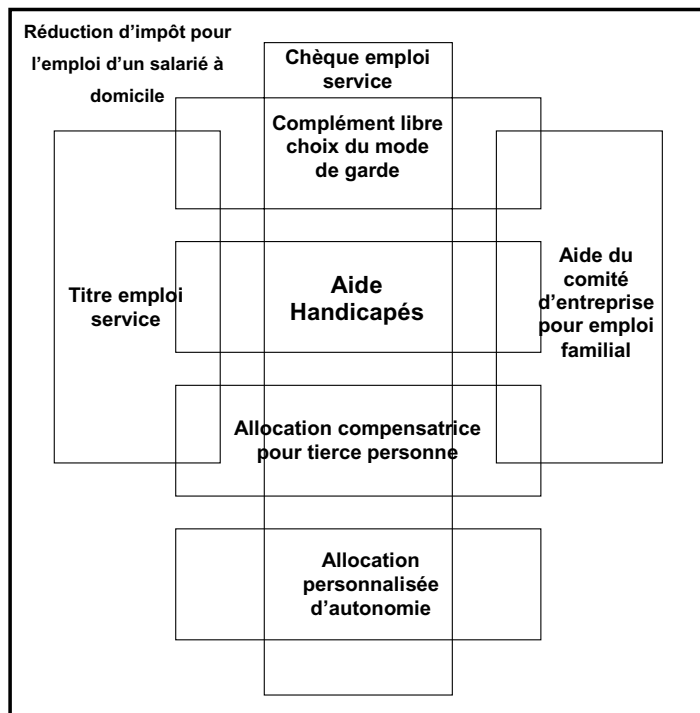 Réduction d’impôt pour
l’emploi d’un salarié à
domicile
Chèque emploi
service
Complément libre
choix du mode
de garde
Titre emploi
service
Aide
Handicapés
Aide du
comité
d’entreprise
pour emploi
familial
Allocation compensatrice
pour tierce personne
Allocation
personnalisée
d’autonomie